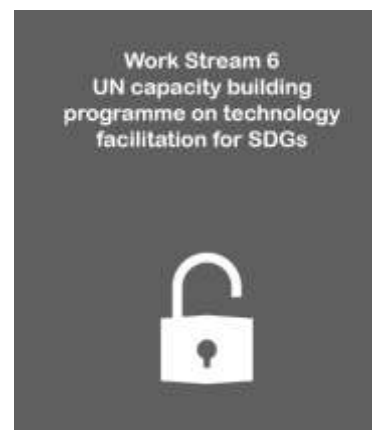 Work Stream 6
UN capacity building
programme on technology
facilitation for SDGs